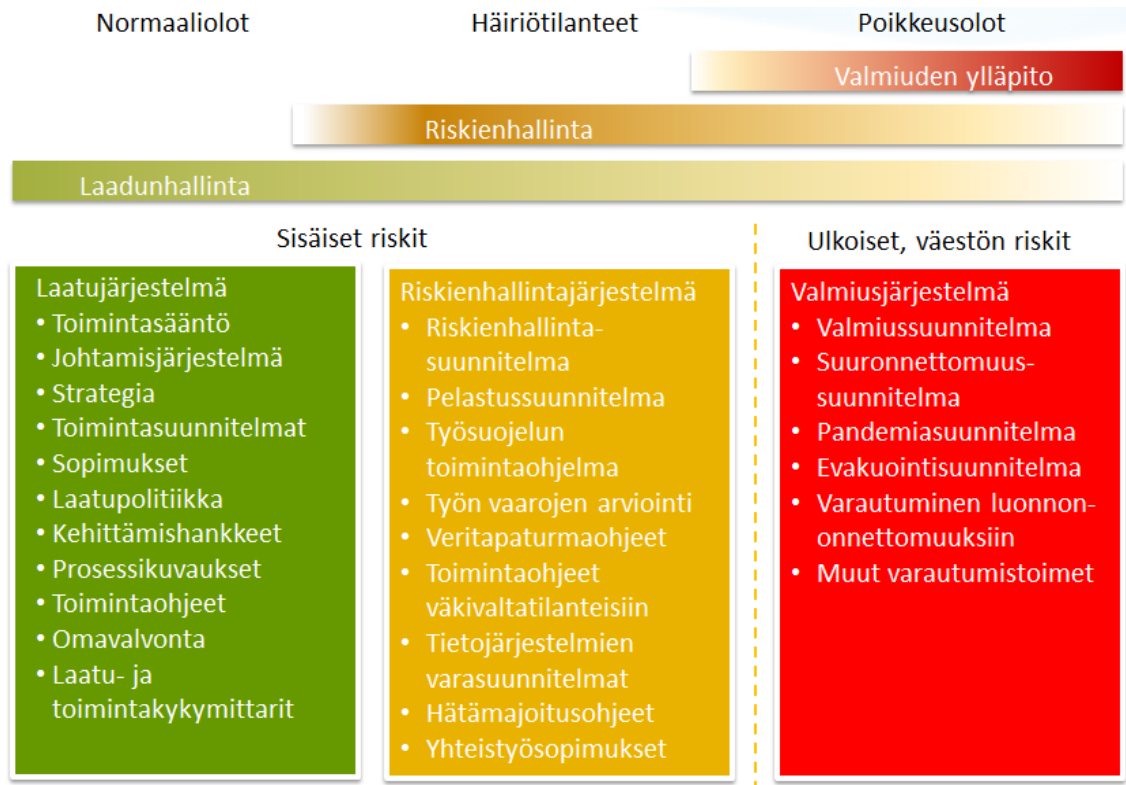 Normaaliolot
Häiriötilanteet
Poikkeusolot
Valmiuden ylläpito
Riskienhallinta
Laadunhallinta
Sisäiset riskit
Ulkoiset, väestön riskit
Laatujärjestelmä
• Toimintasääntö
• Johtamisjärjestelmä
• Strategia
• Toimintasuunnitelmat
• Sopimukset
• Laatupolitiikka
• Kehittämishankkeet
• Prosessikuvaukset
• Toimintaohjeet
• Omavalvonta
• Laatu- ja
toimintakykymittarit
Riskienhallintajärjestelmä
• Riskienhallinta-
suunnitelma
• Pelastussuunnitelma
• Työsuojelun
toimintaohjelma
• Työn vaarojen arviointi
• Veritapaturmaohjeet
• Toimintaohjeet
väkivaltatilanteisiin
• Tietojärjestelmien
varasuunnitelmat
• Hätämajoitusohjeet
• Yhteistyösopimukset
Valmiusjärjestelmä
• Valmiussuunnitelma
• Suuronnettomuus-
suunnitelma
• Pandemiasuunnitelma
• Evakuointisuunnitelma
• Varautuminen luonnon-
onnettomuuksiin
• Muut varautumistoimet